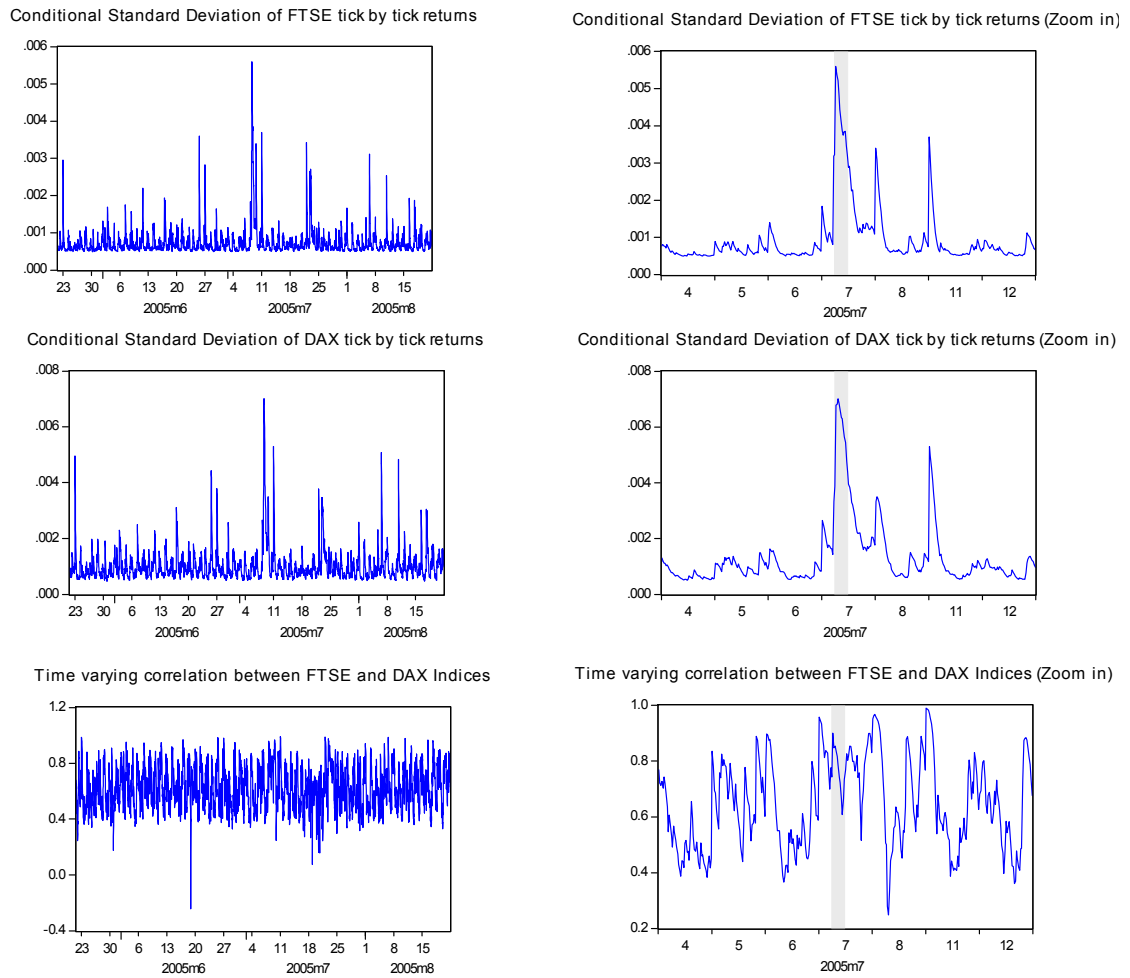 Conditional Standard Deviation of FTSE tick by tick returns
.006
.005
.004
.003
.002
.001
.000
23 30 6 13 20 27 4 11 18 25 1 8 15
2005m6 2005m7 2005m8
Conditional Standard Deviation of FTSE tick by tick returns (Zoom in)
.006
.005
.004
.003
.002
.001
.000
4 5 6 7 8 11 12
2005m7
Conditional Standard Deviation of DAX tick by tick returns
.008
.006
.004
.002
.000
23 30 6 13 20 27 4 11 18 25 1 8 15
2005m6 2005m7 2005m8
Conditional Standard Deviation of DAX tick by tick returns (Zoom in)
.008
.006
.004
.002
.000
4 5 6 7 8 11 12
2005m7
Time varying correlation between FTSE and DAX Indices
1.2
0.8
0.4
0.0
-0.4
23 30 6 13 20 27 4 11 18 25 1 8 15
2005m6 2005m7 2005m8
Time varying correlation between FTSE and DAX Indices (Zoom in)
1.0
0.8
0.6
0.4
0.2
4 5 6 7 8 11 12
2005m7